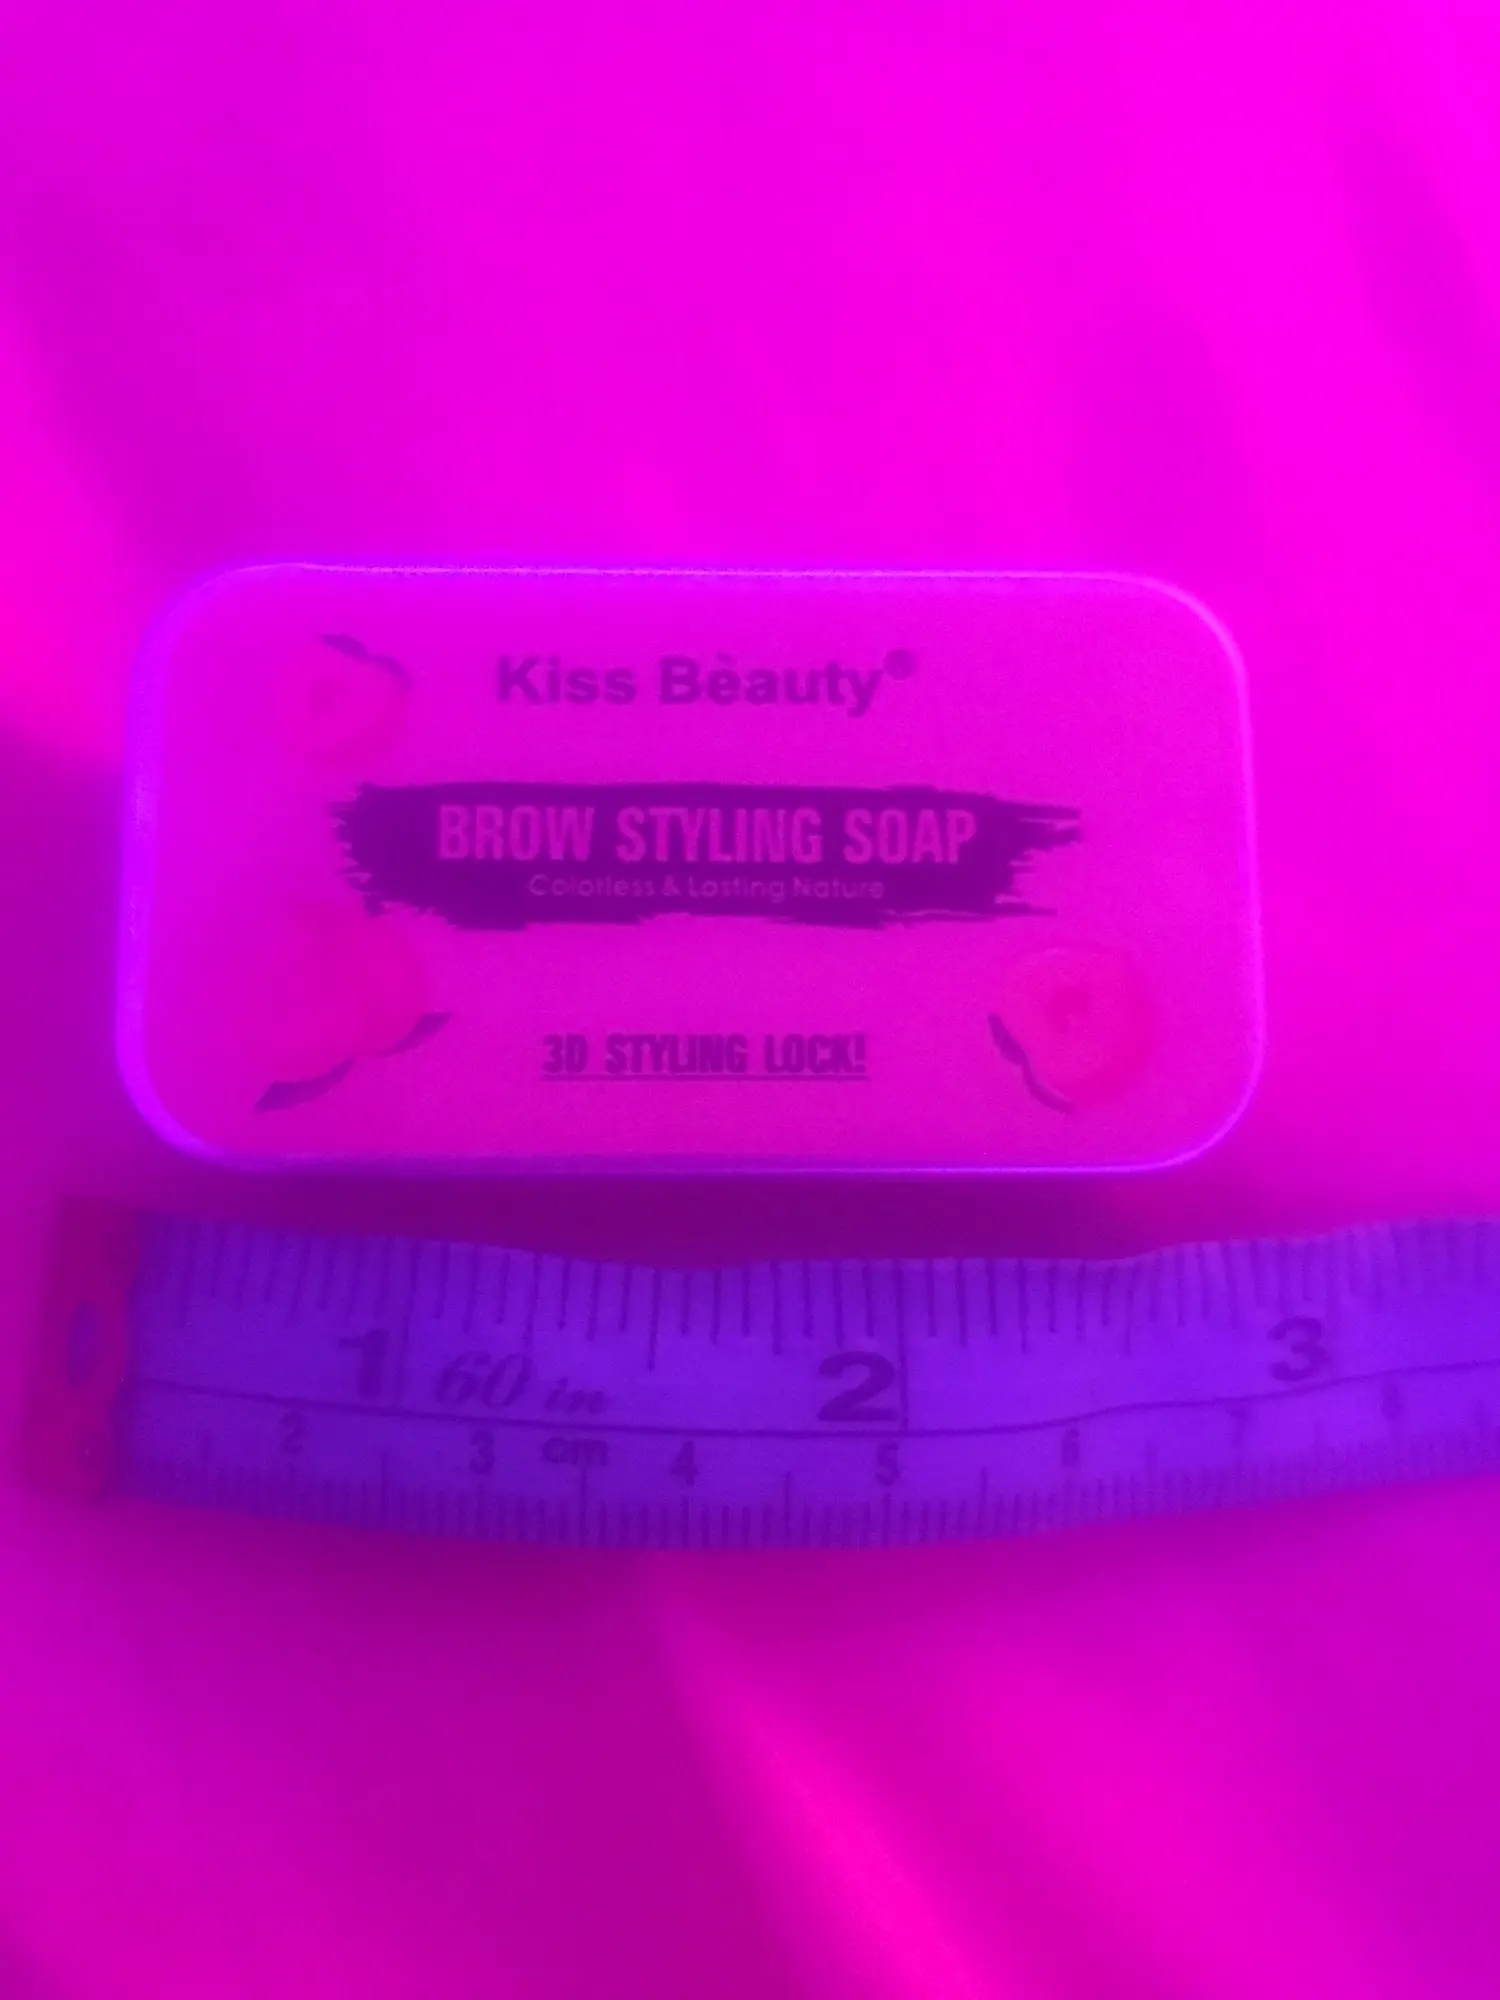 Kiss Bèauty®
BROW STYLING SOAP
Colorless & Lasting Nature
3D STYLING LOCK!
1 60 in 2 3
2 3 cm 4 5 6 7 8